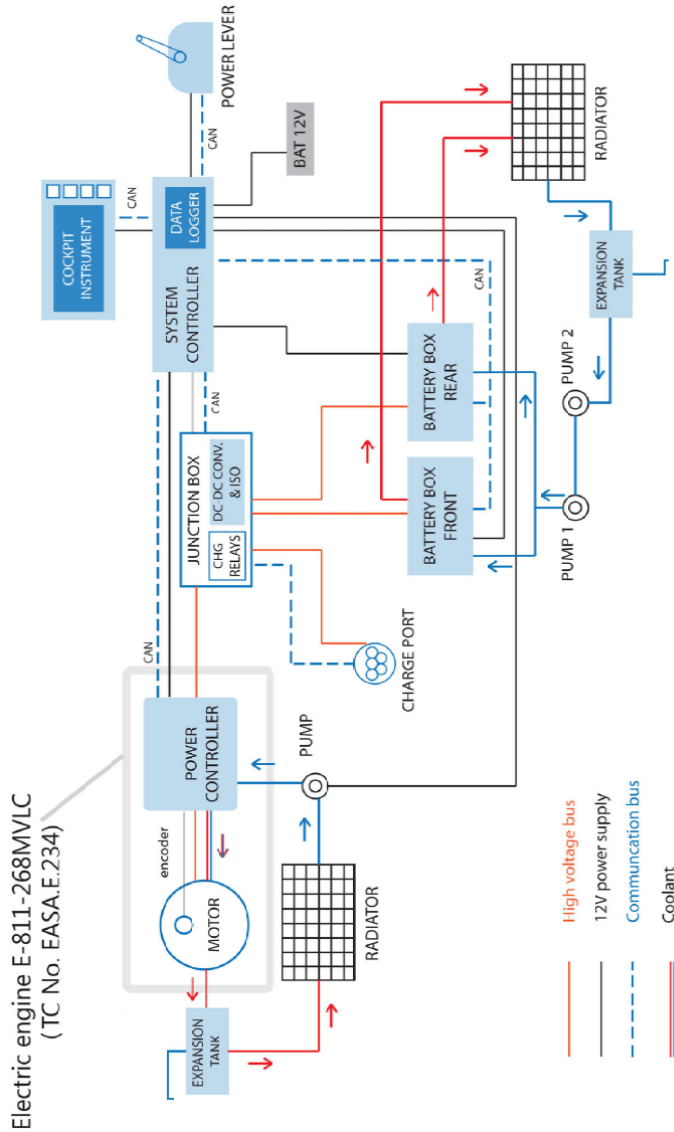 Electric engine E-811-268MVLC
(TC No. EASA.E.234)
COCKPIT
INSTRUMENT
CAN
POWER LEVER
CAN
SYSTEM
CONTROLLER
DATA
LOGGER
BAT 12V
CAN
CAN
JUNCTION BOX
CHG
RELAYS
DC-DC CONV.
& ISO
POWER
CONTROLLER
encoder
MOTOR
EXPANSION
TANK
RADIATOR
PUMP
CHARGE PORT
BATTERY BOX
FRONT
BATTERY BOX
REAR
CAN
RADIATOR
EXPANSION
TANK
PUMP 1
PUMP 2
High voltage bus
12V power supply
Communcation bus
Coolant